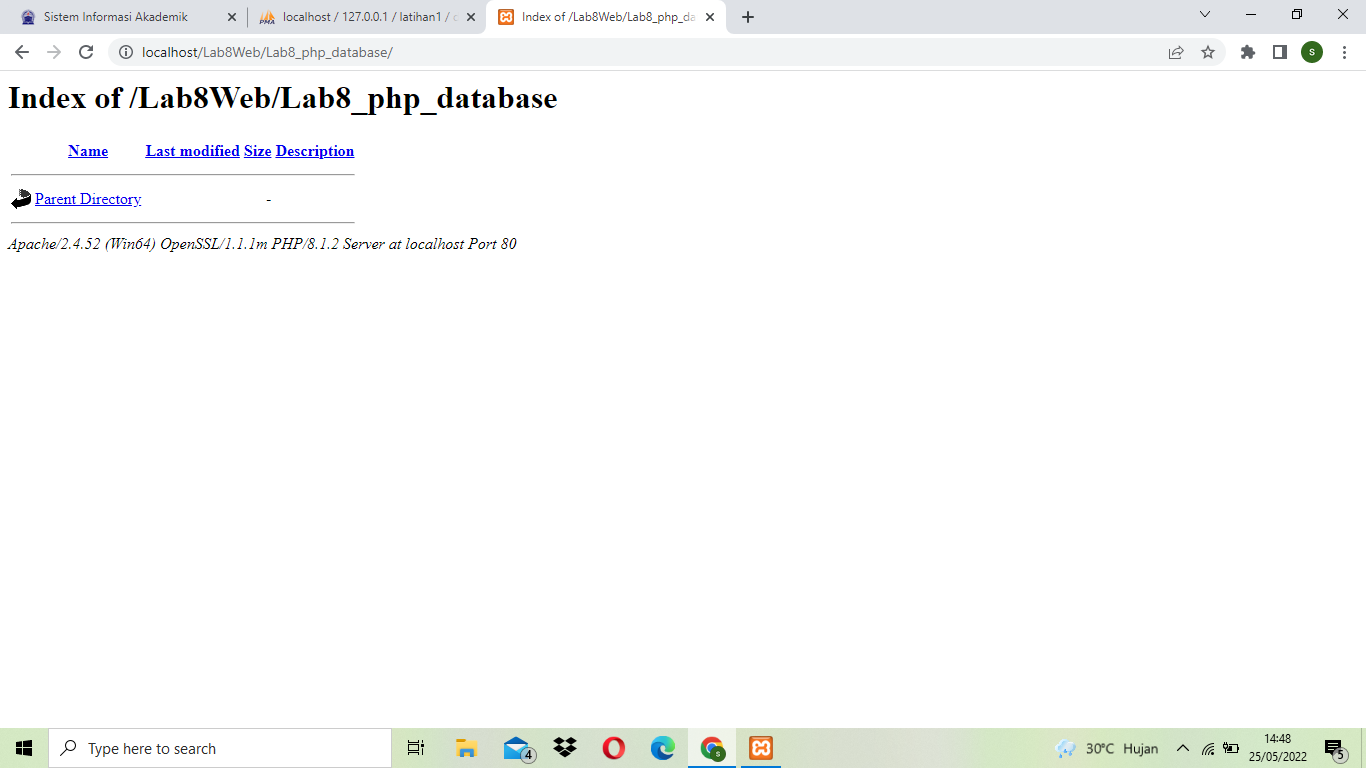 Sistem Informasi Akademik
localhost / 127.0.0.1 / latihan1 /
Index of /Lab8Web/Lab8_php_da
localhost/Lab8Web/Lab8_php_database/
S
Index of /Lab8Web/Lab8_php_database
Name Last modified Size Description
Parent Directory -
Apache/2.4.52 (Win64) OpenSSL/1.1.1m PHP/8.1.2 Server at localhost Port 80
Type here to search
4
S
30°C Hujan
14:48
25/05/2022
5